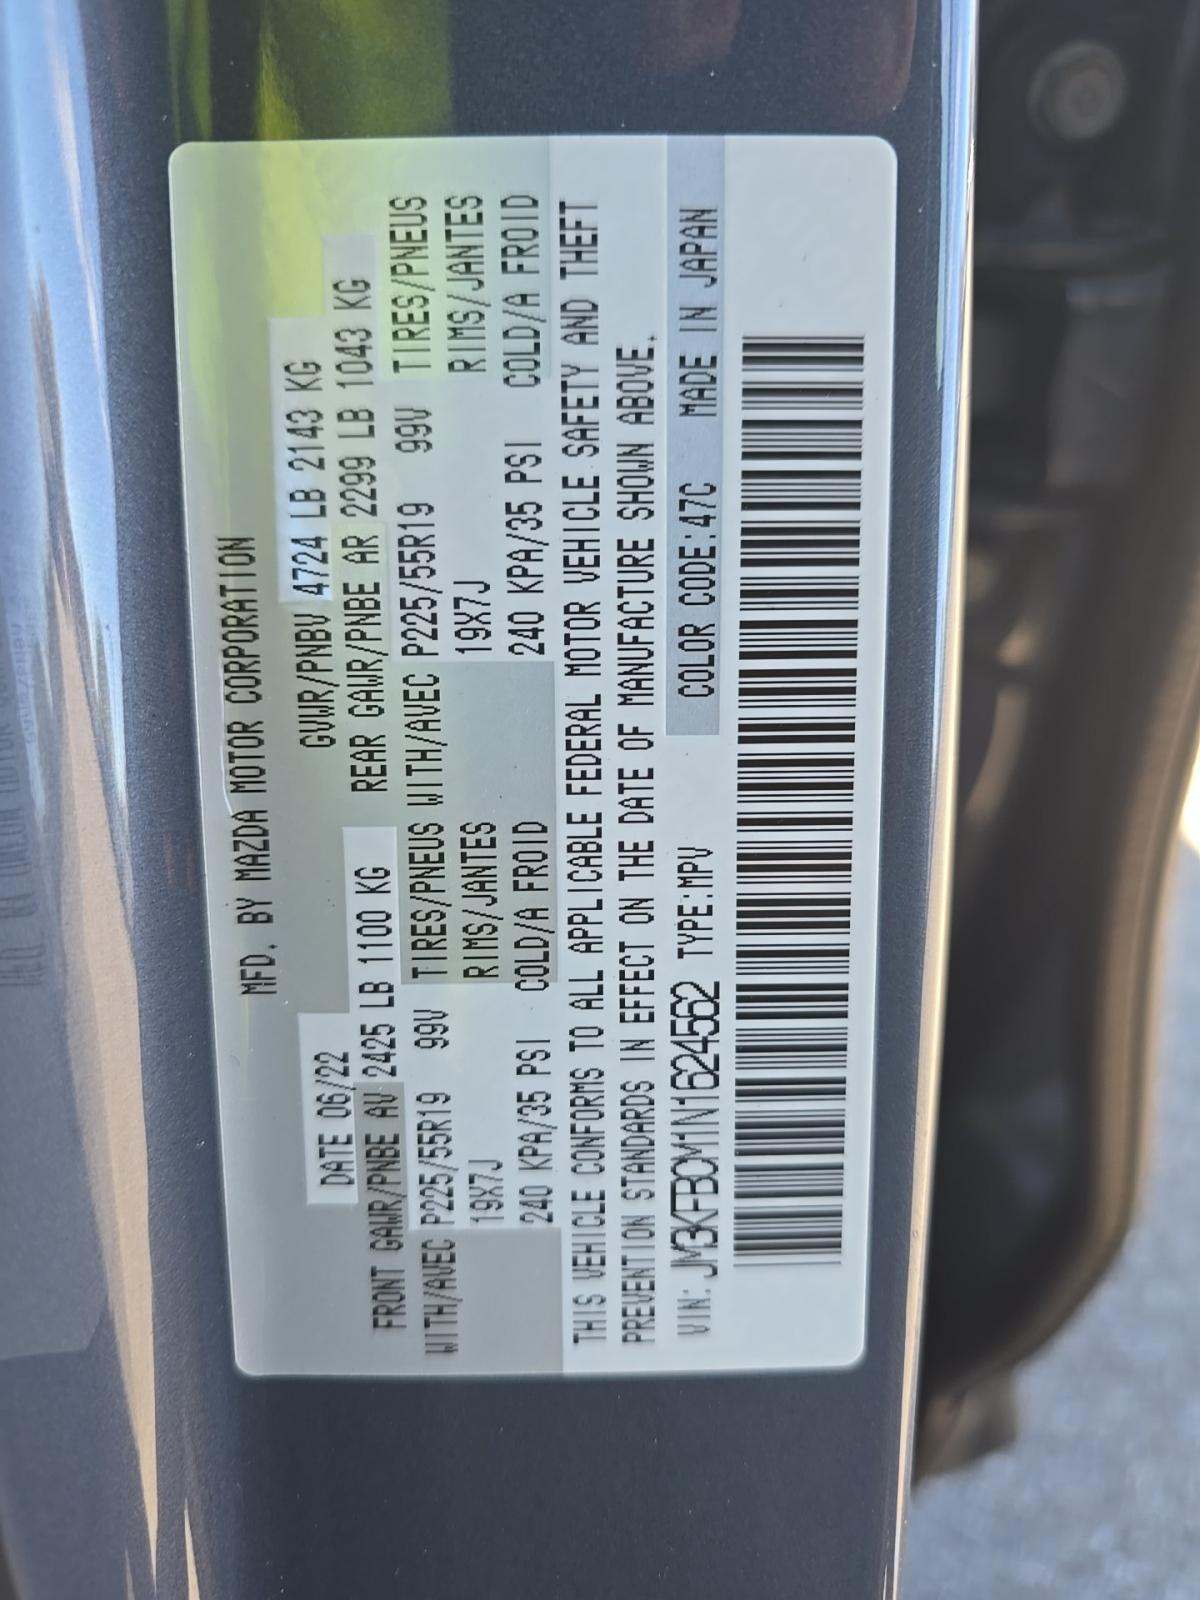 MFD. BY MAZDA MOTOR CORPORATION
DATE 06/22 GVWR/PNBV 4724 LB 2143 KG
FRONT GAWR/PNBE AV 2425 LB 1100 KG REAR GAWR/PNBE AR 2299 LB 1043 KG
WITH/AVEC P225/55R19 99V TIRES/PNEUS WITH/AVEC P225/55R19 99V TIRES/PNEUS
19X7J RIMS/JANTES 19X7J RIMS/JANTES
240 KPA/35 PSI COLD/A FROID 240 KPA/35 PSI COLD/A FROID
THIS VEHICLE CONFORMS TO ALL APPLICABLE FEDERAL MOTOR VEHICLE SAFETY AND THEFT
PREVENTION STANDARDS IN EFFECT ON THE DATE OF MANUFACTURE SHOWN ABOVE.
VIN: JM3KFBCM1N1624562 TYPE:MPV COLOR CODE:47C MADE IN JAPAN